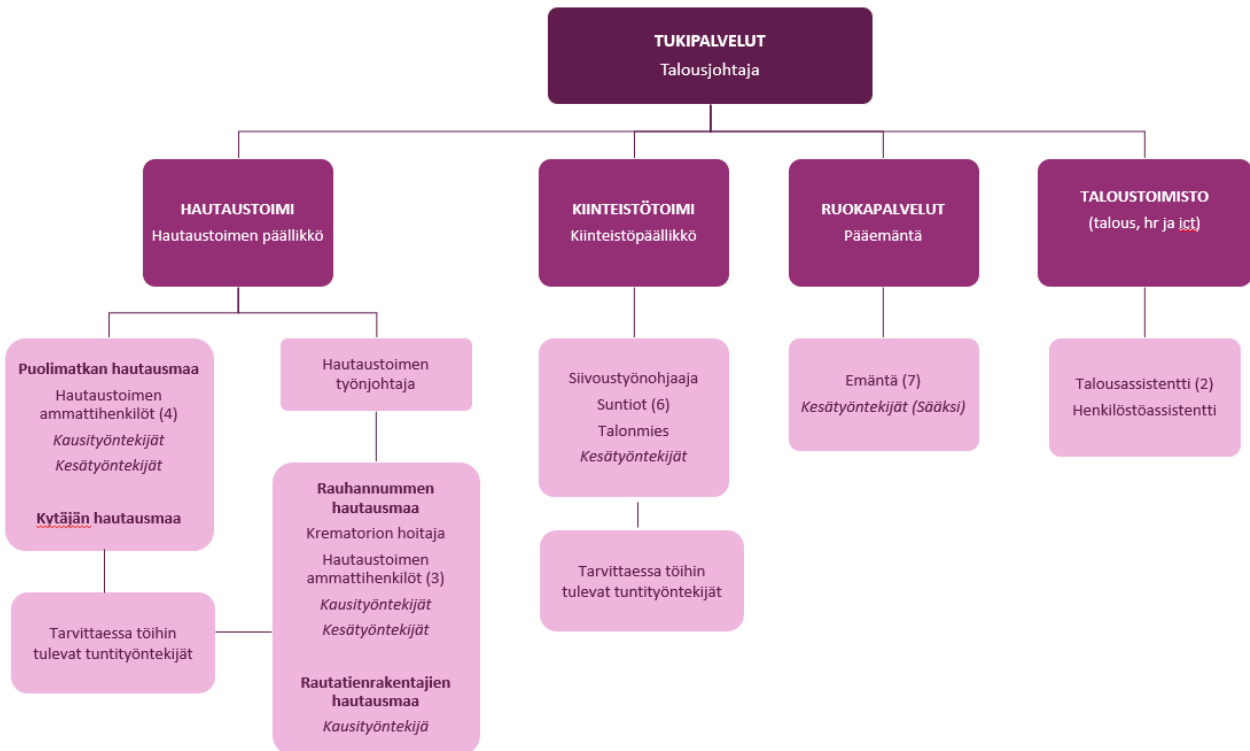 TUKIPALVELUT
Talousjohtaja
HAUTAUSTOIMI
Hautaustoimen päällikkö
KIINTEISTÖTOIMI
Kiinteistöpäällikkö
RUOKAPALVELUT
Pääemäntä
TALOUSTOIMISTO
(talous, hr ja ict)
Puolimatkan hautausmaa
Hautaustoimen
ammattihenkilöt (4)
Kausityöntekijät
Kesätyöntekijät
Kytäjän hautausmaa
Hautaustoimen
työnjohtaja
Siivoustyönohjaaja
Suntiot (6)
Talonmies
Kesätyöntekijät
Emäntä (7)
Kesätyöntekijät (Sääksi)
Talousassistentti (2)
Henkilöstöassistentti
Rauhannummen
hautausmaa
Krematorion hoitaja
Hautaustoimen
ammattihenkilöt (3)
Kausityöntekijät
Kesätyöntekijät
Rautatienrakentajien
hautausmaa
Kausityöntekijä
Tarvittaessa töihin
tulevat tuntityöntekijät
Tarvittaessa töihin
tulevat tuntityöntekijät